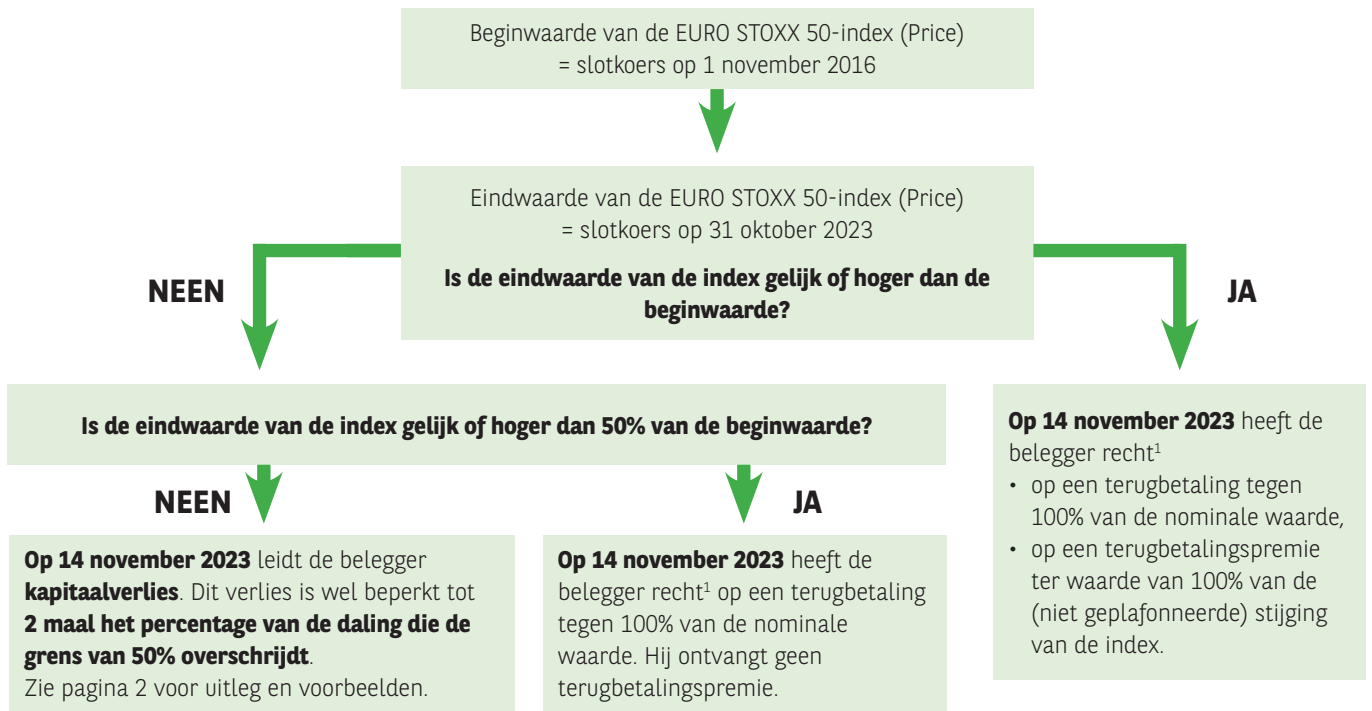 Beginwaarde van de EURO STOXX 50-index (Price)
= slotkoers op 1 november 2016
Eindwaarde van de EURO STOXX 50-index (Price)
= slotkoers op 31 oktober 2023
Is de eindwaarde van de index gelijk of hoger dan de
beginwaarde?
NEEN
JA
Is de eindwaarde van de index gelijk of hoger dan 50% van de beginwaarde?
NEEN
JA
Op 14 november 2023 leidt de belegger
kapitaalverlies. Dit verlies is wel beperkt tot
2 maal het percentage van de daling die de
grens van 50% overschrijdt.
Zie pagina 2 voor uitleg en voorbeelden.
Op 14 november 2023 heeft de
belegger recht¹ op een terugbetaling
tegen 100% van de nominale
waarde. Hij ontvangt geen
terugbetalingspremie.
Op 14 november 2023 heeft de
belegger recht¹
• op een terugbetaling tegen
100% van de nominale waarde,
• op een terugbetalingspremie
ter waarde van 100% van de
(niet geplafonneerde) stijging
van de index.